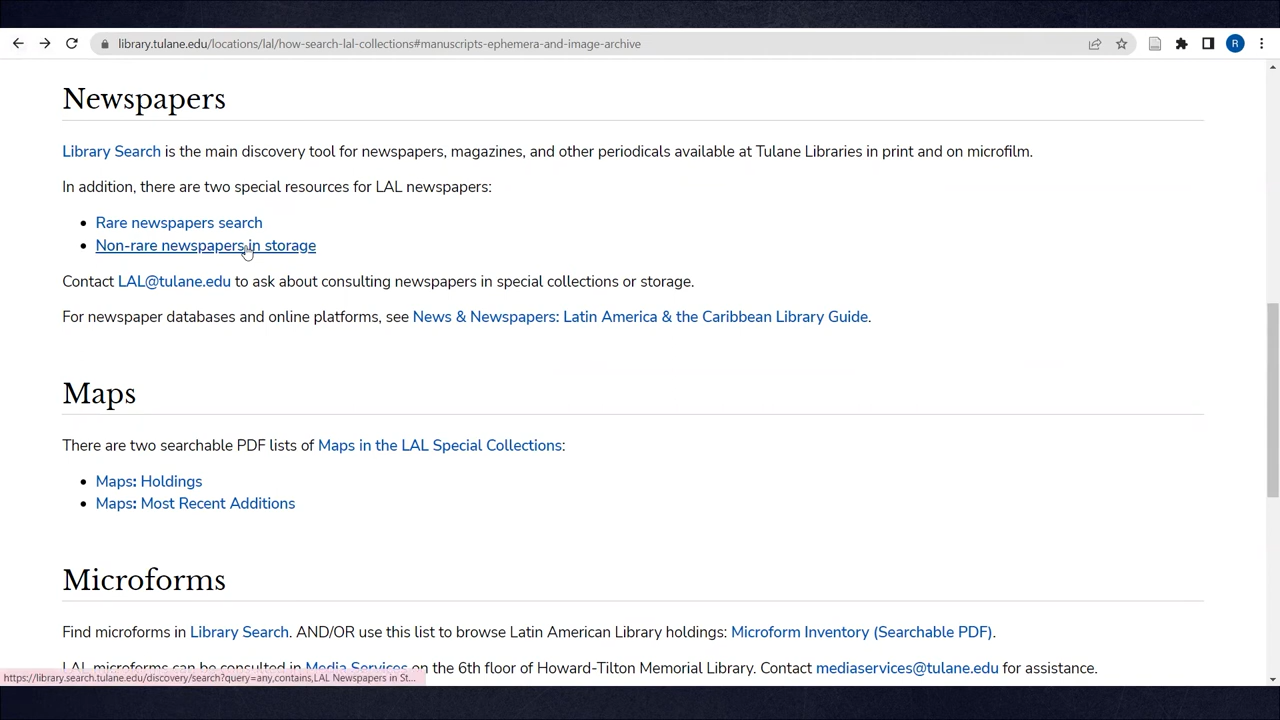 library.tulane.edu/locations/lal/how-search-lal-collections#manuscripts-ephemera-and-image-archive
R
Newspapers
Library Search is the main discovery tool for newspapers, magazines, and other periodicals available at Tulane Libraries in print and on microfilm.
In addition, there are two special resources for LAL newspapers:
• Rare newspapers search
• Non-rare newspapers in storage
Contact LAL@tulane.edu to ask about consulting newspapers in special collections or storage.
For newspaper databases and online platforms, see News & Newspapers: Latin America & the Caribbean Library Guide.
Maps
There are two searchable PDF lists of Maps in the LAL Special Collections:
• Maps: Holdings
• Maps: Most Recent Additions
Microforms
Find microforms in Library Search. AND/OR use this list to browse Latin American Library holdings: Microform Inventory (Searchable PDF).
LAL microforms can be consulted in Media Services on the 6th floor of Howard-Tilton Memorial Library. Contact mediaservices@tulane.edu for assistance.
https://library.search.tulane.edu/discovery/search?query=any,contains,LAL Newspapers in St...